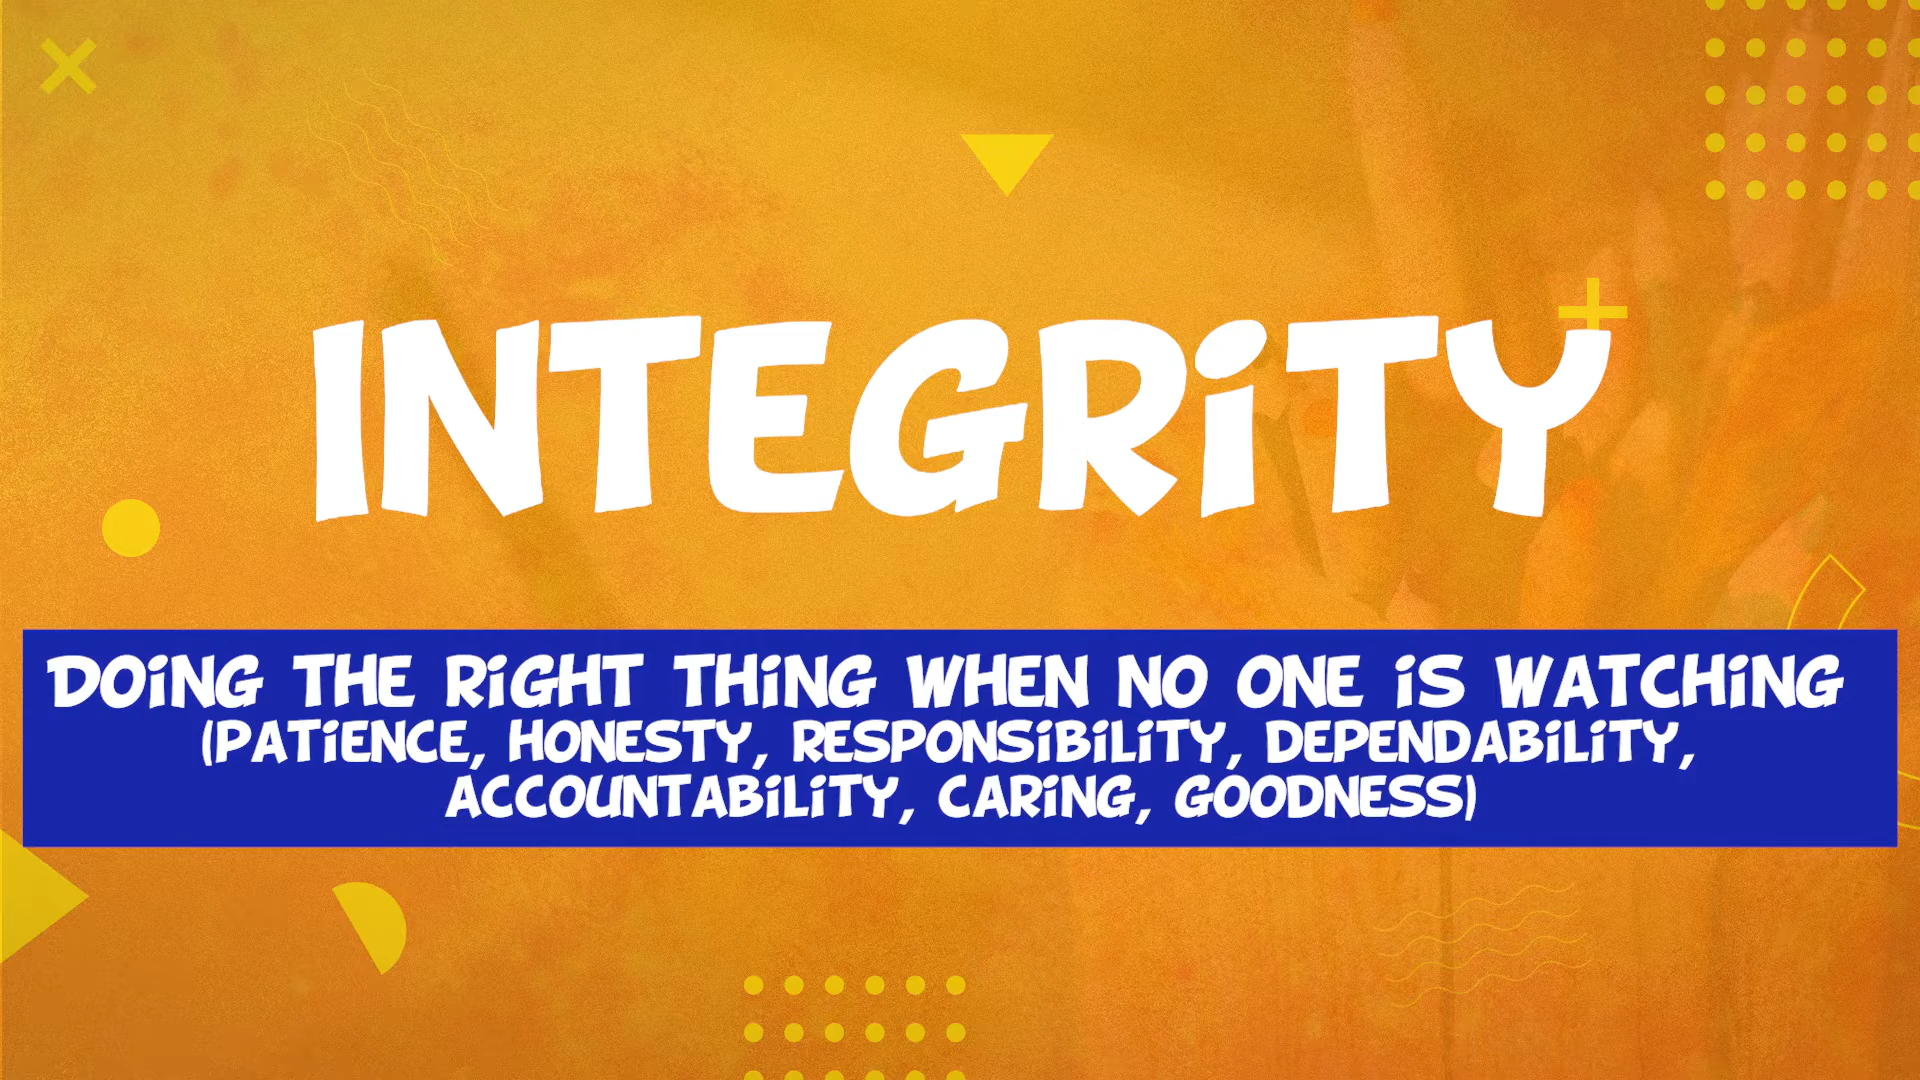 INTEGRITY
DOING THE RIGHT THING WHEN NO ONE IS WATCHING
(PATIENCE, HONESTY, RESPONSIBILITY, DEPENDABILITY,
ACCOUNTABILITY, CARING, GOODNESS)